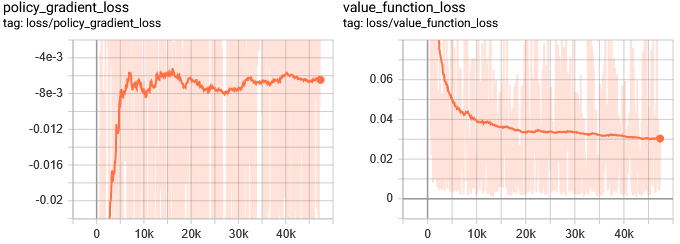 policy_gradient_loss
tag: loss/policy_gradient_loss
-4e-3
-8e-3
-0.012
-0.016
-0.02
0 10k 20k 30k 40k
value_function_loss
tag: loss/value_function_loss
0.06
0.04
0.02
0
0 10k 20k 30k 40k